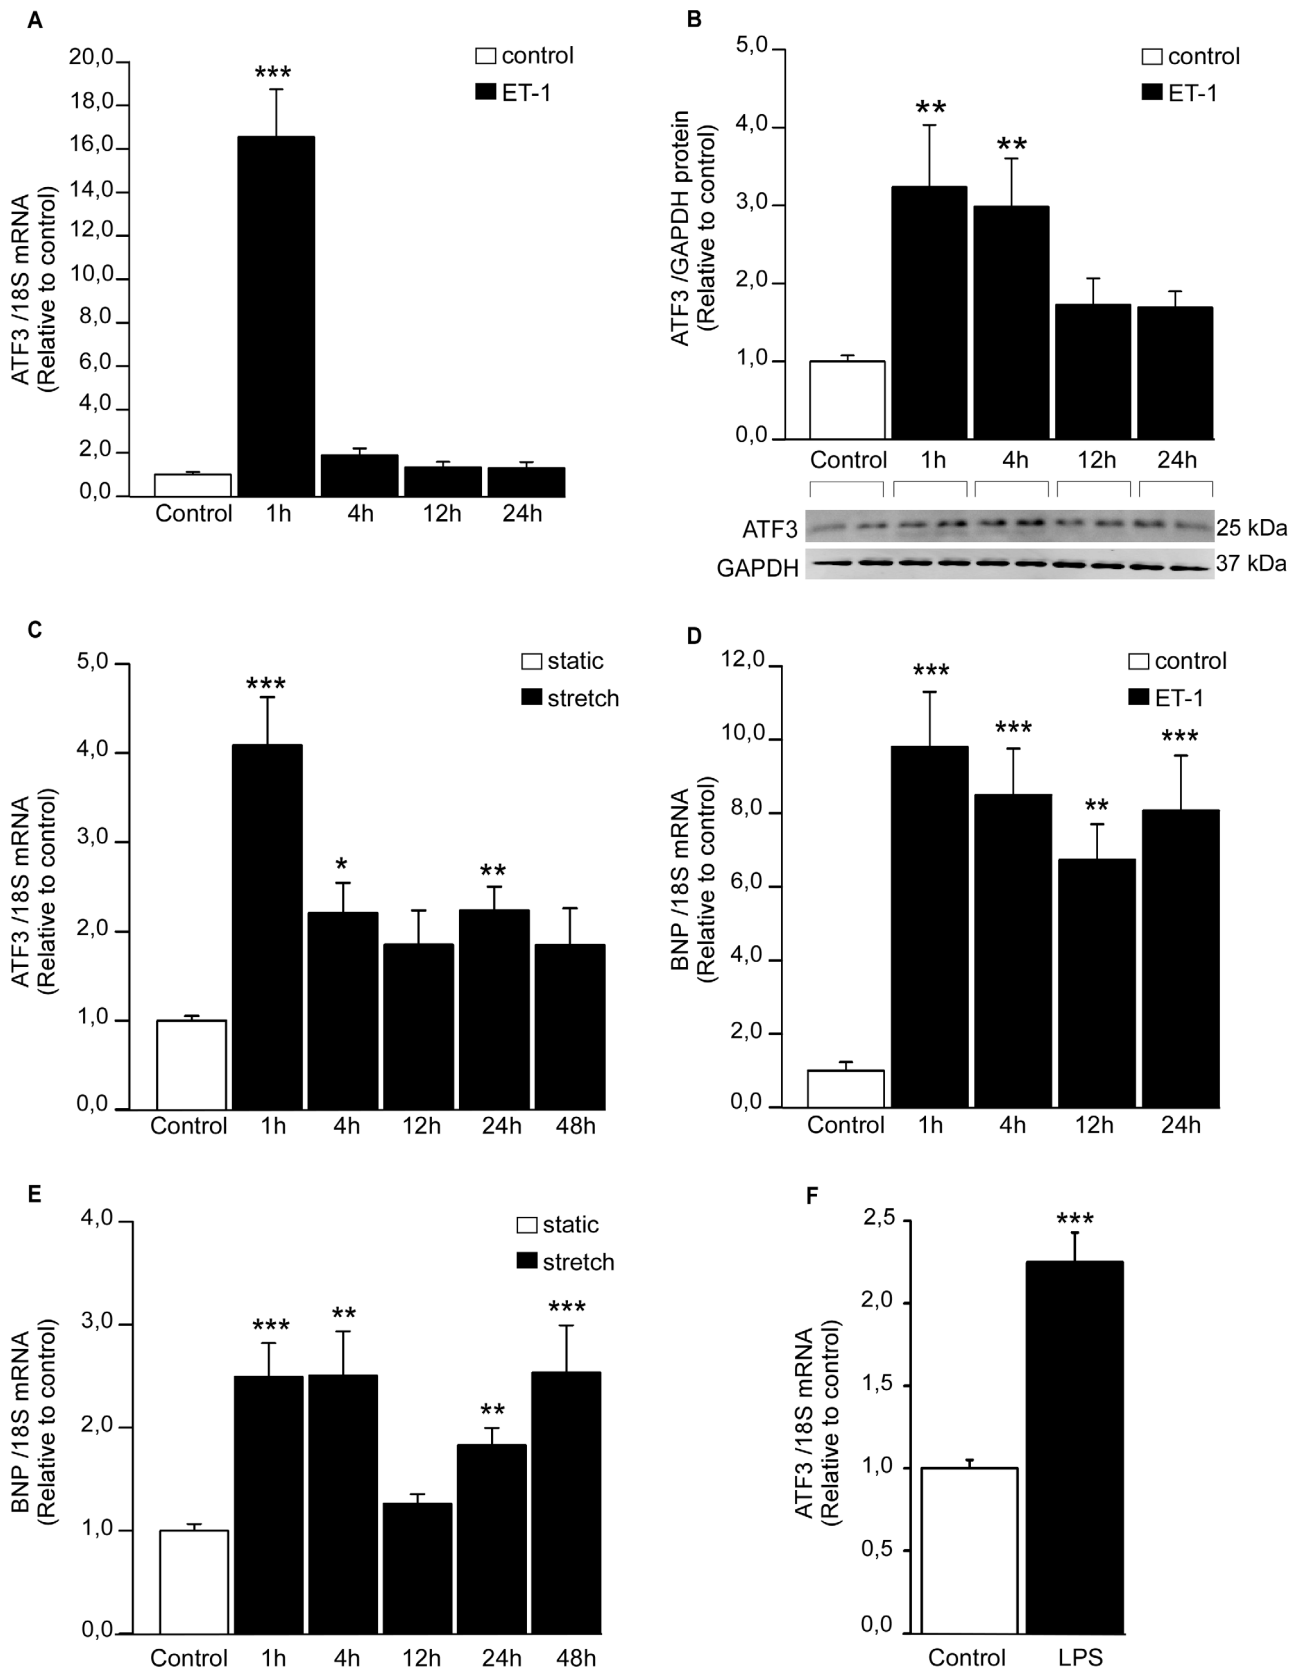 A
20,0
18,0
16,0
14,0
12,0
10,0
8,0
6,0
4,0
2,0
0,0
ATF3 /18S mRNA
(Relative to control)
control
ET-1
***
Control 1h 4h 12h 24h
B
5,0
4,0
3,0
2,0
1,0
0,0
ATF3 /GAPDH protein
(Relative to control)
control
ET-1
**
**
Control 1h 4h 12h 24h
ATF3 25 kDa
GAPDH 37 kDa
C
5,0
4,0
3,0
2,0
1,0
0,0
ATF3 /18S mRNA
(Relative to control)
static
stretch
***
*
**
Control 1h 4h 12h 24h 48h
D
12,0
10,0
8,0
6,0
4,0
2,0
0,0
BNP /18S mRNA
(Relative to control)
control
ET-1
***
***
**
***
Control 1h 4h 12h 24h
E
4,0
3,0
2,0
1,0
0,0
BNP /18S mRNA
(Relative to control)
static
stretch
***
**
**
***
Control 1h 4h 12h 24h 48h
F
2,5
2,0
1,5
1,0
0,5
0,0
ATF3 /18S mRNA
(Relative to control)
***
Control LPS